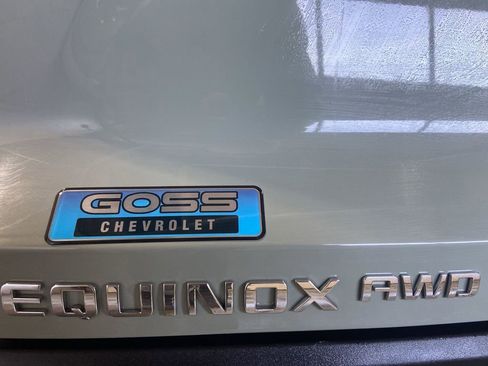 GOSS
CHEVROLET
EQUINOX AWD